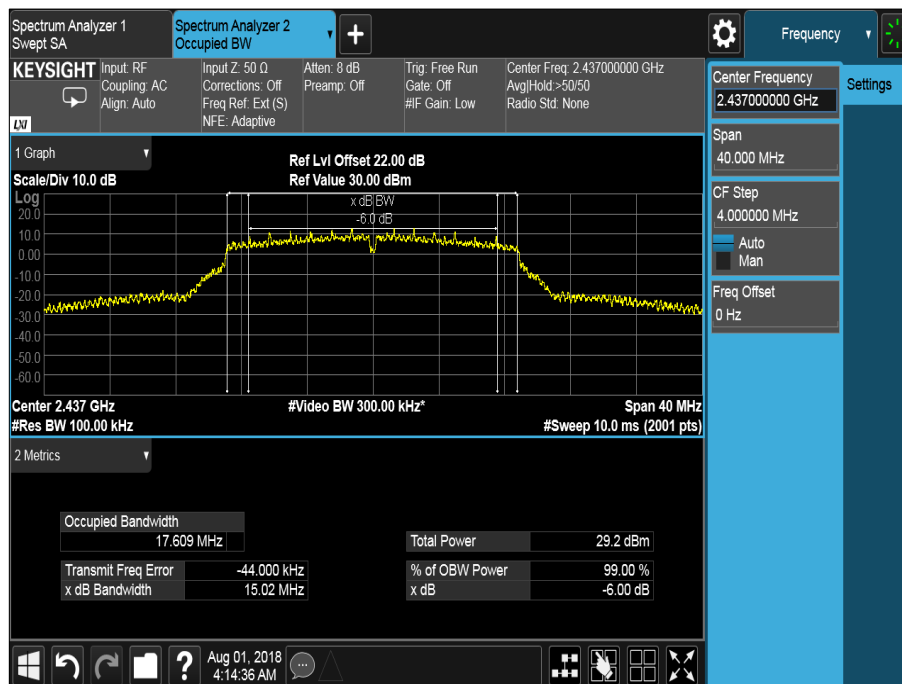 Spectrum Analyzer 1
Swept SA
Spectrum Analyzer 2
Occupied BW
Frequency
KEYSIGHT
LXI
Input: RF
Coupling: AC
Align: Auto
Input Z: 50 Ω
Corrections: Off
Freq Ref: Ext (S)
NFE: Adaptive
Atten: 8 dB
Preamp: Off
Trig: Free Run
Gate: Off
#IF Gain: Low
Center Freq: 2.437000000 GHz
Avg|Hold:>50/50
Radio Std: None
Center Frequency
2.437000000 GHz
Settings
Span
40.000 MHz
CF Step
4.000000 MHz
Auto
Man
Freq Offset
0 Hz
1 Graph
Scale/Div 10.0 dB
Ref Lvl Offset 22.00 dB
Ref Value 30.00 dBm
Log
x dB BW
-6.0 dB
20.0
10.0
0.00
-10.0
-20.0
-30.0
-40.0
-50.0
-60.0
Center 2.437 GHz
#Video BW 300.00 kHz*
Span 40 MHz
#Res BW 100.00 kHz
#Sweep 10.0 ms (2001 pts)
2 Metrics
Occupied Bandwidth
17.609 MHz
Total Power 29.2 dBm
Transmit Freq Error -44.000 kHz
% of OBW Power 99.00 %
x dB Bandwidth 15.02 MHz
x dB -6.00 dB
Aug 01, 2018
4:14:36 AM